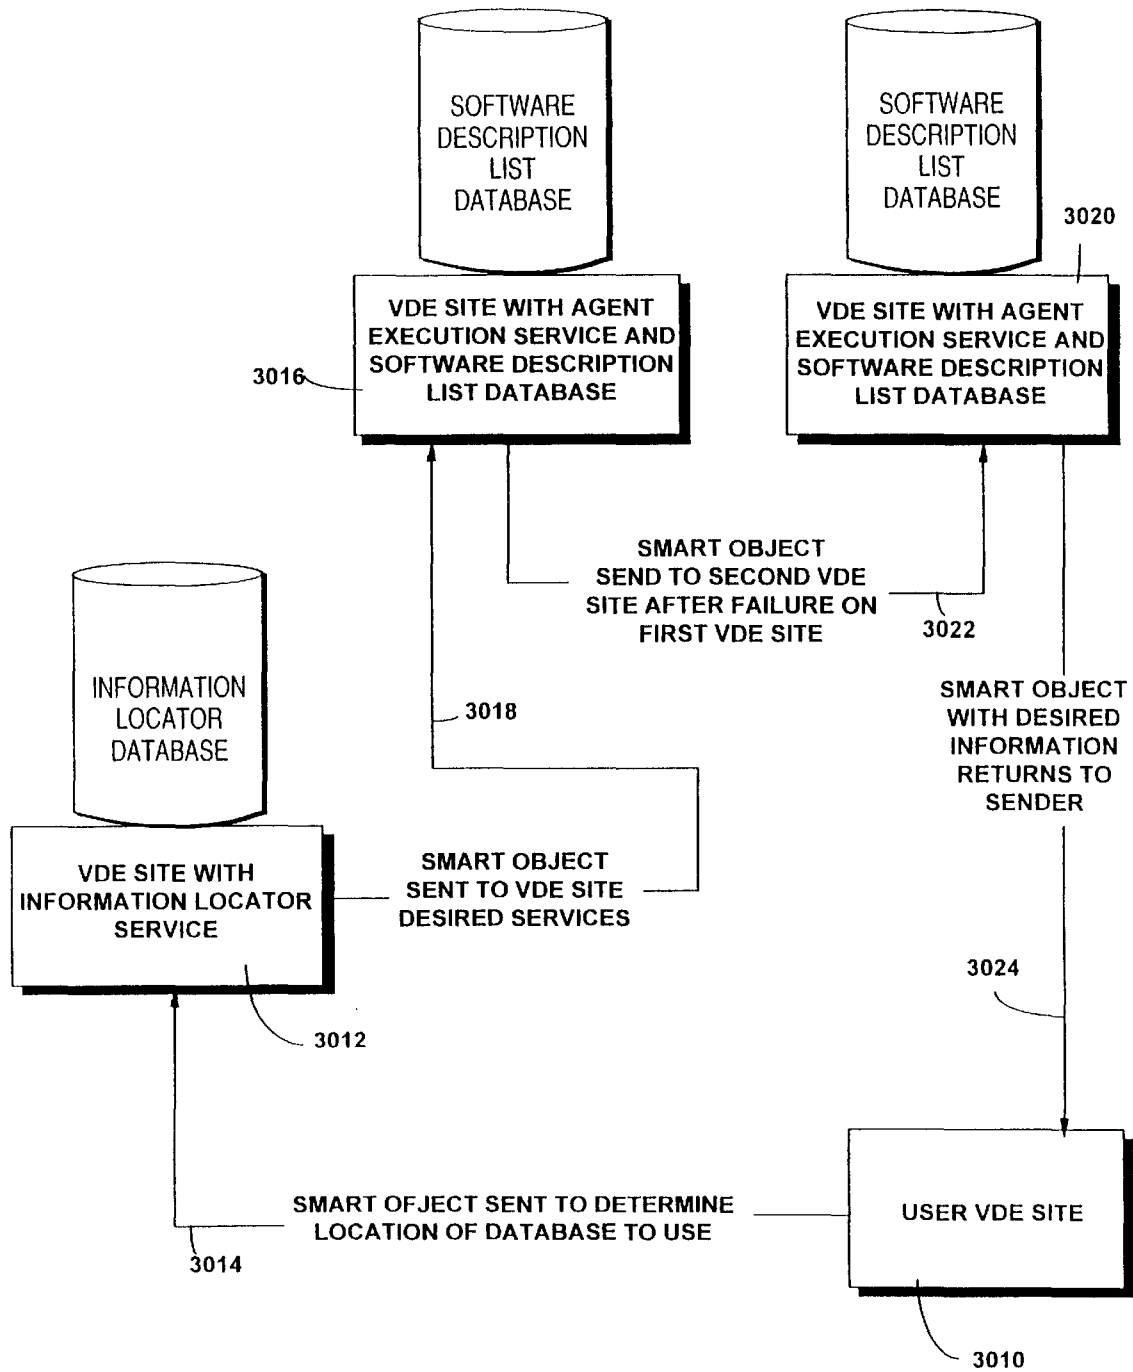 SOFTWARE
DESCRIPTION
LIST
DATABASE
SOFTWARE
DESCRIPTION
LIST
DATABASE
3020
VDE SITE WITH AGENT
EXECUTION SERVICE AND
SOFTWARE DESCRIPTION
LIST DATABASE
3016
VDE SITE WITH AGENT
EXECUTION SERVICE AND
SOFTWARE DESCRIPTION
LIST DATABASE
SMART OBJECT
SEND TO SECOND VDE
SITE AFTER FAILURE ON
FIRST VDE SITE
3022
INFORMATION
LOCATOR
DATABASE
3018
SMART OBJECT
WITH DESIRED
INFORMATION
RETURNS TO
SENDER
VDE SITE WITH
INFORMATION LOCATOR
SERVICE
SMART OBJECT
SENT TO VDE SITE
DESIRED SERVICES
3024
3012
SMART OFJECT SENT TO DETERMINE
LOCATION OF DATABASE TO USE
3014
USER VDE SITE
3010